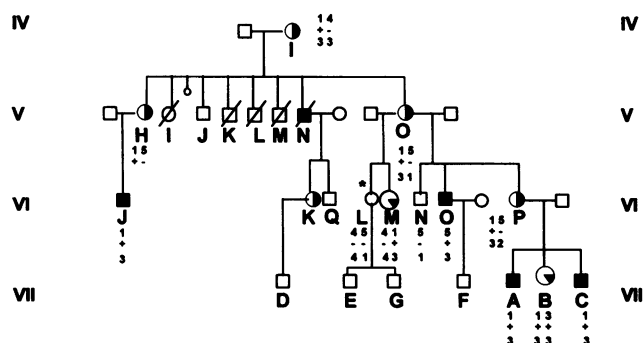 IV IV
1 4
+ -
I 3 3
V V
H I J K L M N O
1 5 1 5
+ - + -
3 1
*
VI VI
J K Q L M N O P
1 4 5 4 1 5 5 1 5
+ - - - + - + + -
3 4 1 4 3 1 3 3 2
VII VII
D E G F A B C
1 1 3 1
+ + + +
3 3 3 3